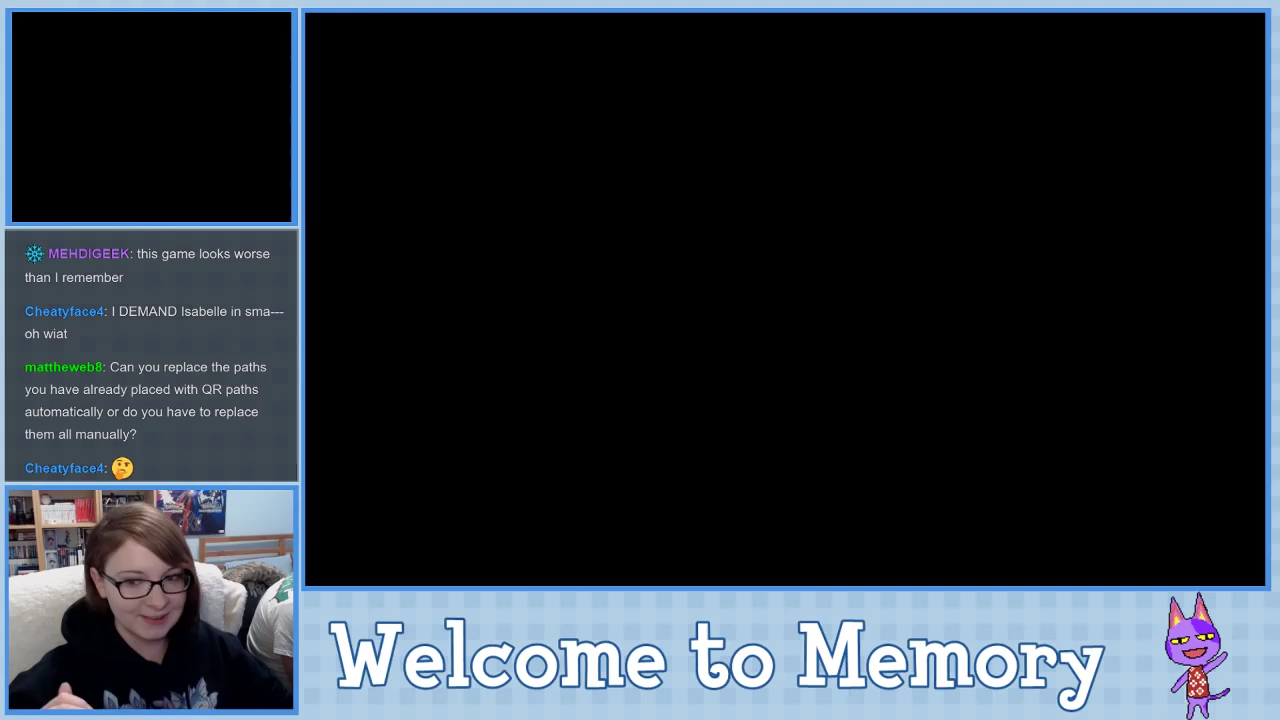 MEHDIGEEK: this game looks worse
than I remember
Cheatyface4: I DEMAND Isabelle in sma---
oh wiat
mattheweb8: Can you replace the paths
you have already placed with QR paths
automatically or do you have to replace
them all manually?
Cheatyface4: 🤔
Welcome to Memory